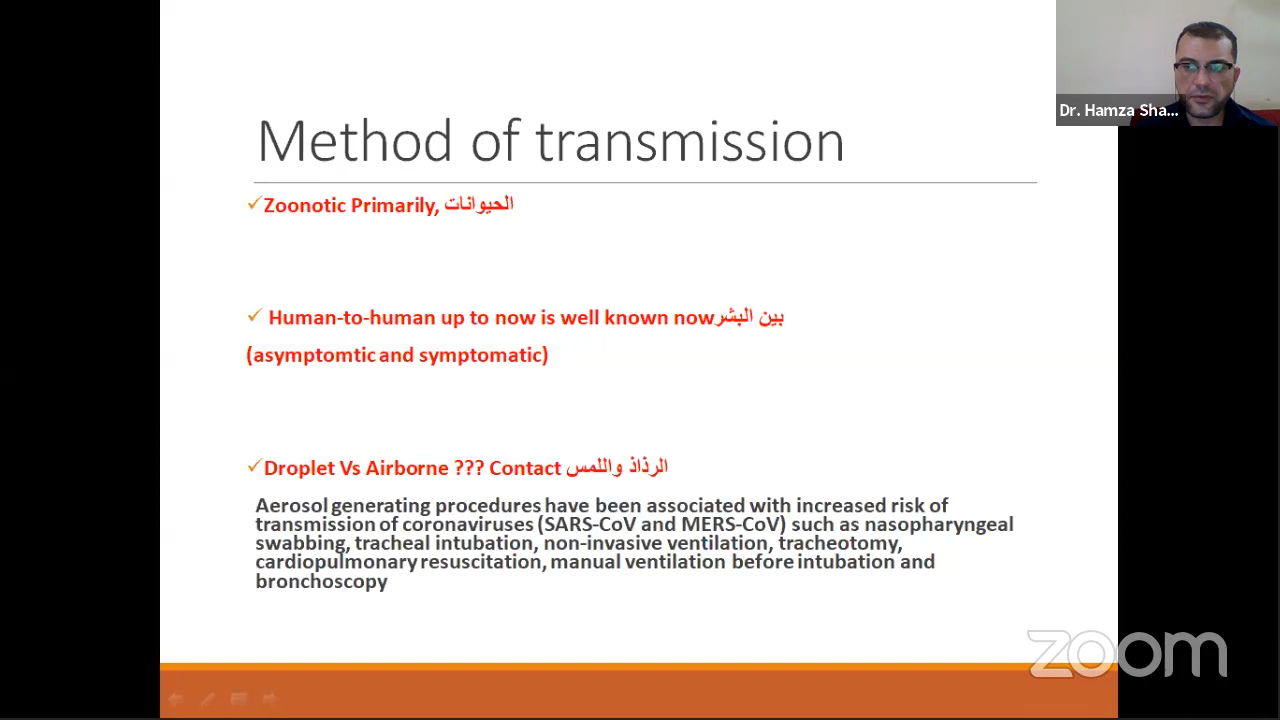 Dr. Hamza Sha...
Method of transmission
✓Zoonotic Primarily, الحيوانات
✓ Human-to-human up to now is well known nowبين البشر
(asymptomtic and symptomatic)
✓Droplet Vs Airborne ??? Contact الرذاذ واللمس
Aerosol generating procedures have been associated with increased risk of
transmission of coronaviruses (SARS-CoV and MERS-CoV) such as nasopharyngeal
swabbing, tracheal intubation, non-invasive ventilation, tracheotomy,
cardiopulmonary resuscitation, manual ventilation before intubation and
bronchoscopy
zoom